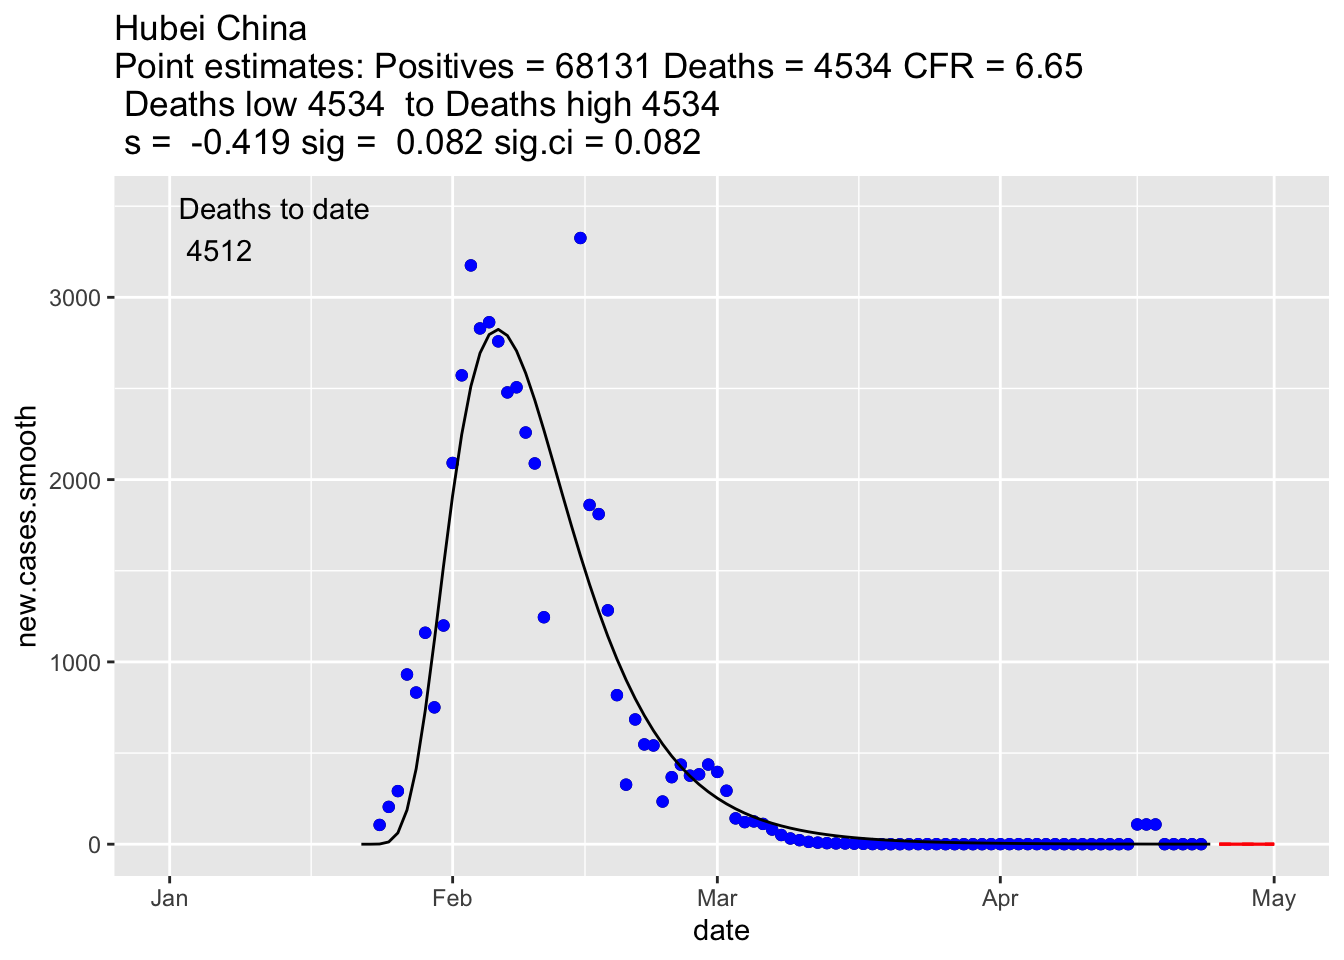 Hubei China
Point estimates: Positives = 68131 Deaths = 4534 CFR = 6.65
Deaths low 4534  to Deaths high 4534
s =  -0.419 sig =  0.082 sig.ci = 0.082
Deaths to date
4512
3000
2000
1000
0
new.cases.smooth
Jan Feb Mar Apr May
date